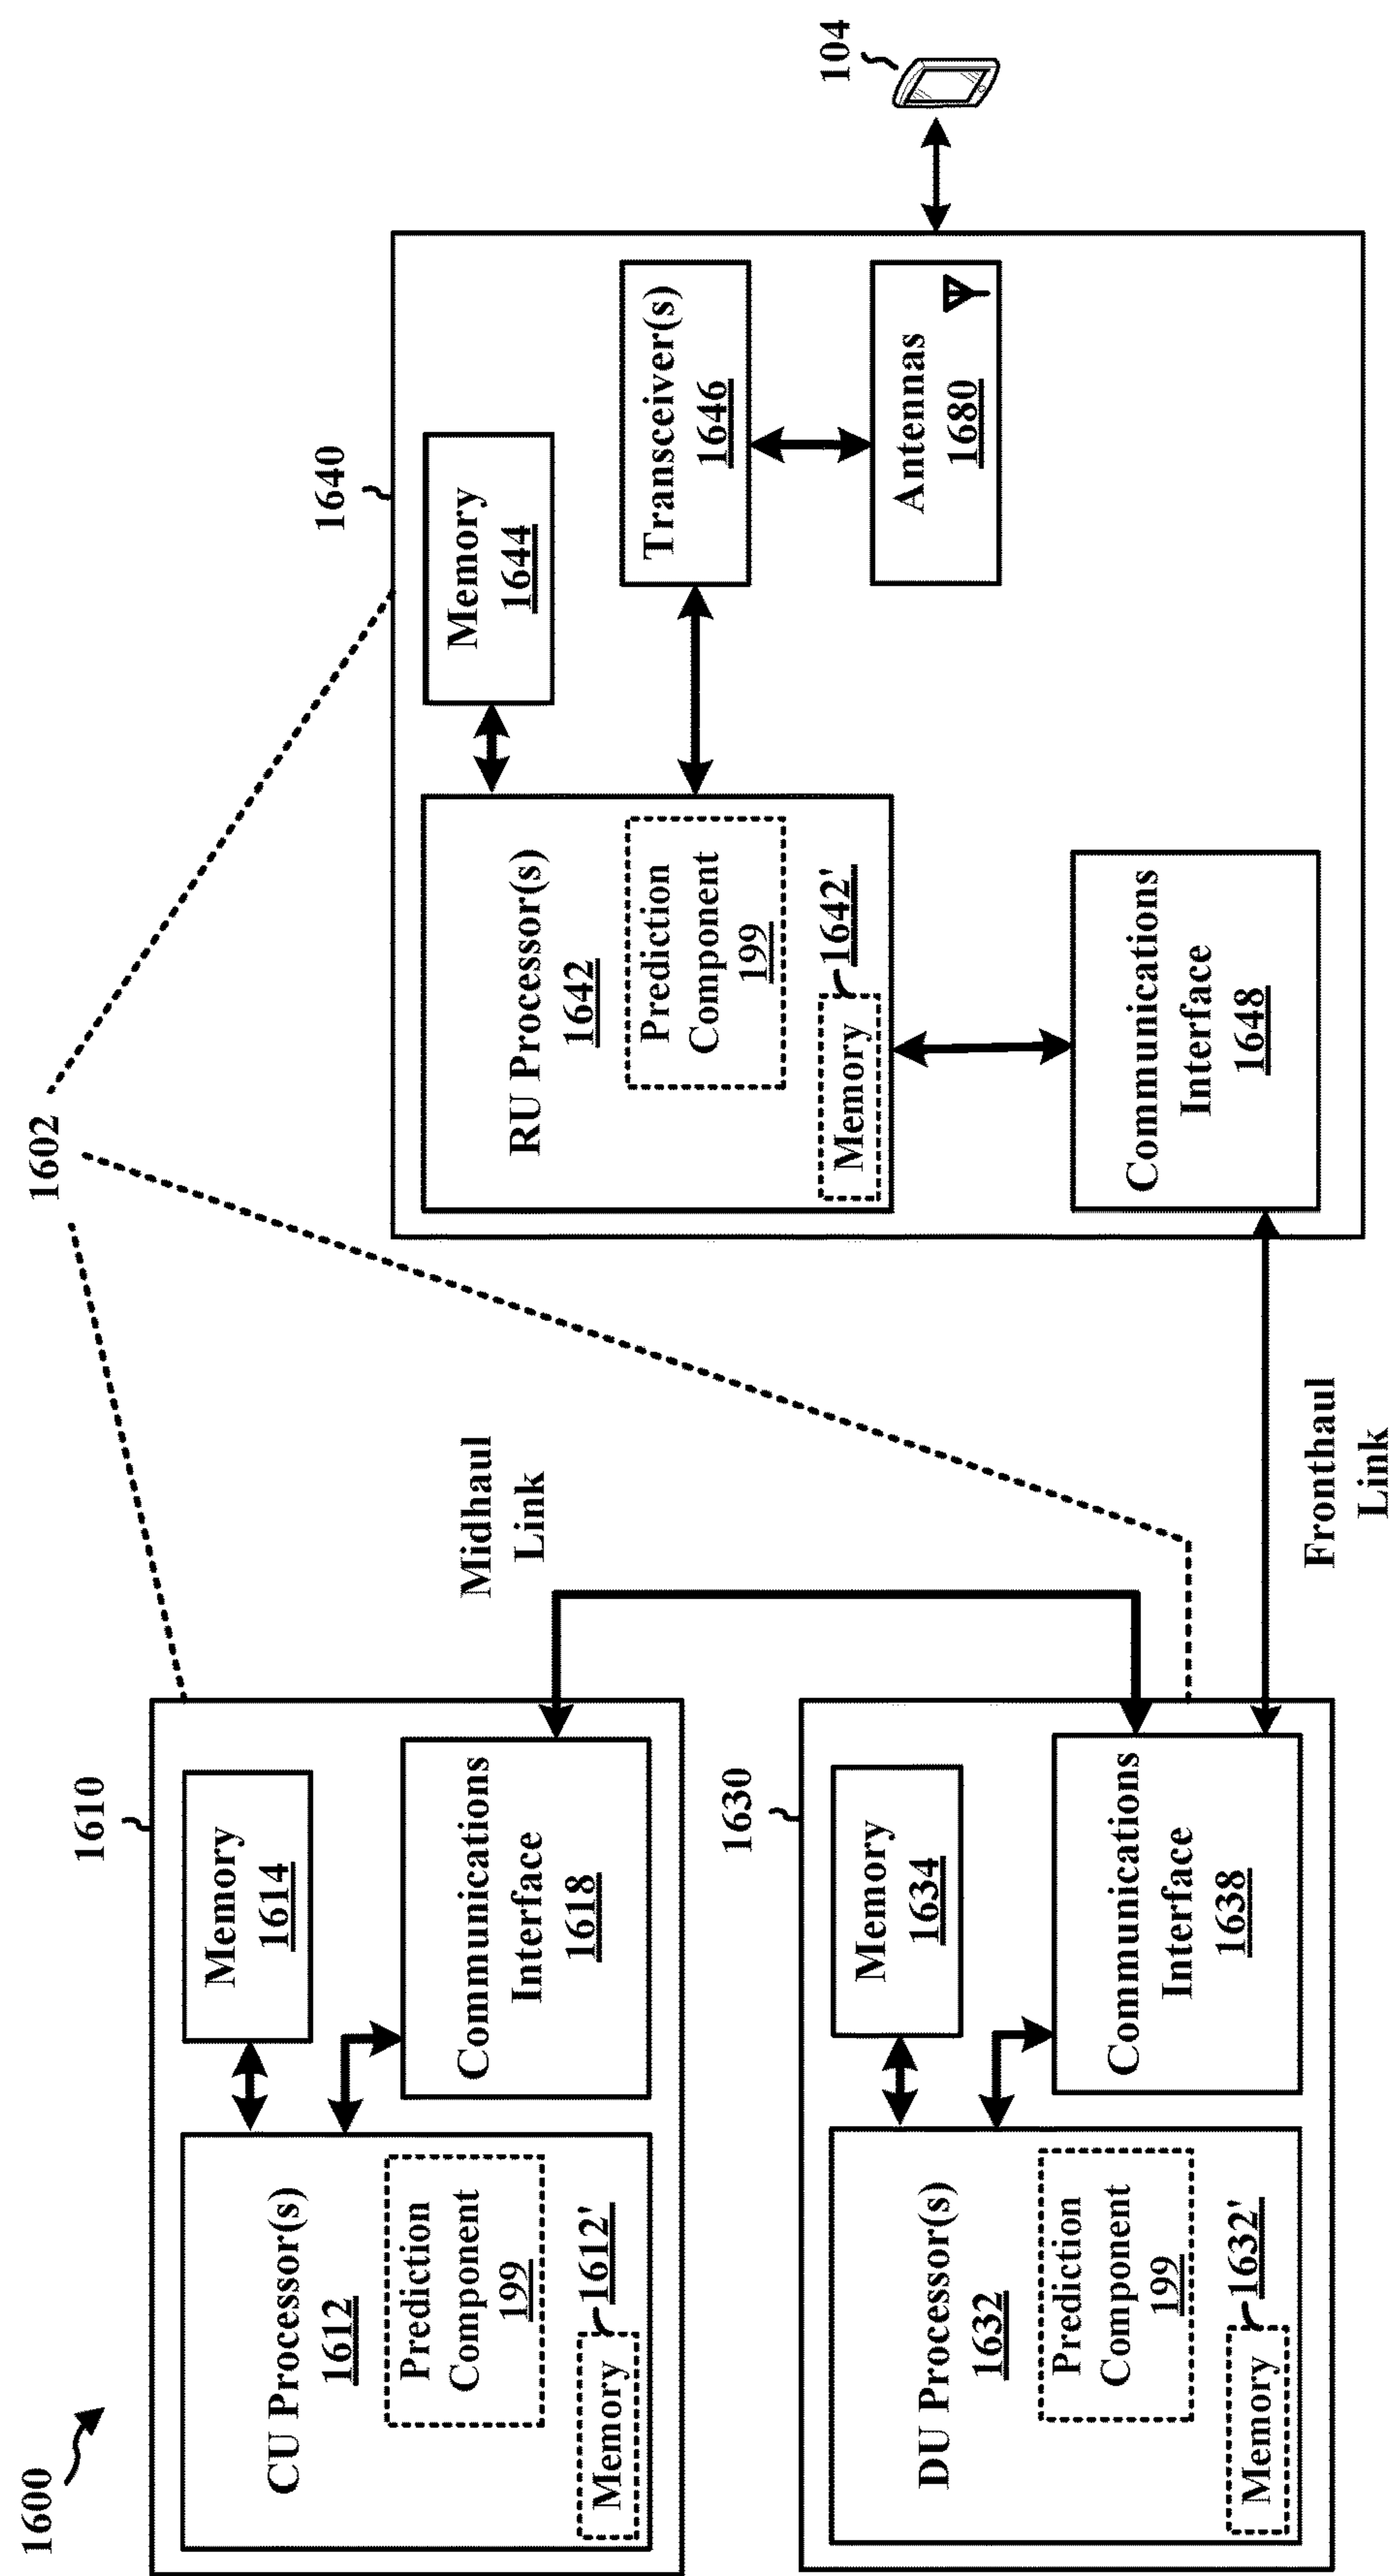 1600
1602
1610
CU Processor(s)
1612
Prediction
Component
199
Memory
1612'
Memory
1614
Communications
Interface
1618
Midhaul
Link
1630
DU Processor(s)
1632
Prediction
Component
199
Memory
1632'
Memory
1634
Communications
Interface
1638
Fronthaul
Link
1640
RU Processor(s)
1642
Prediction
Component
199
Memory
1642'
Memory
1644
Transceiver(s)
1646
Antennas
1680
Communications
Interface
1648
104